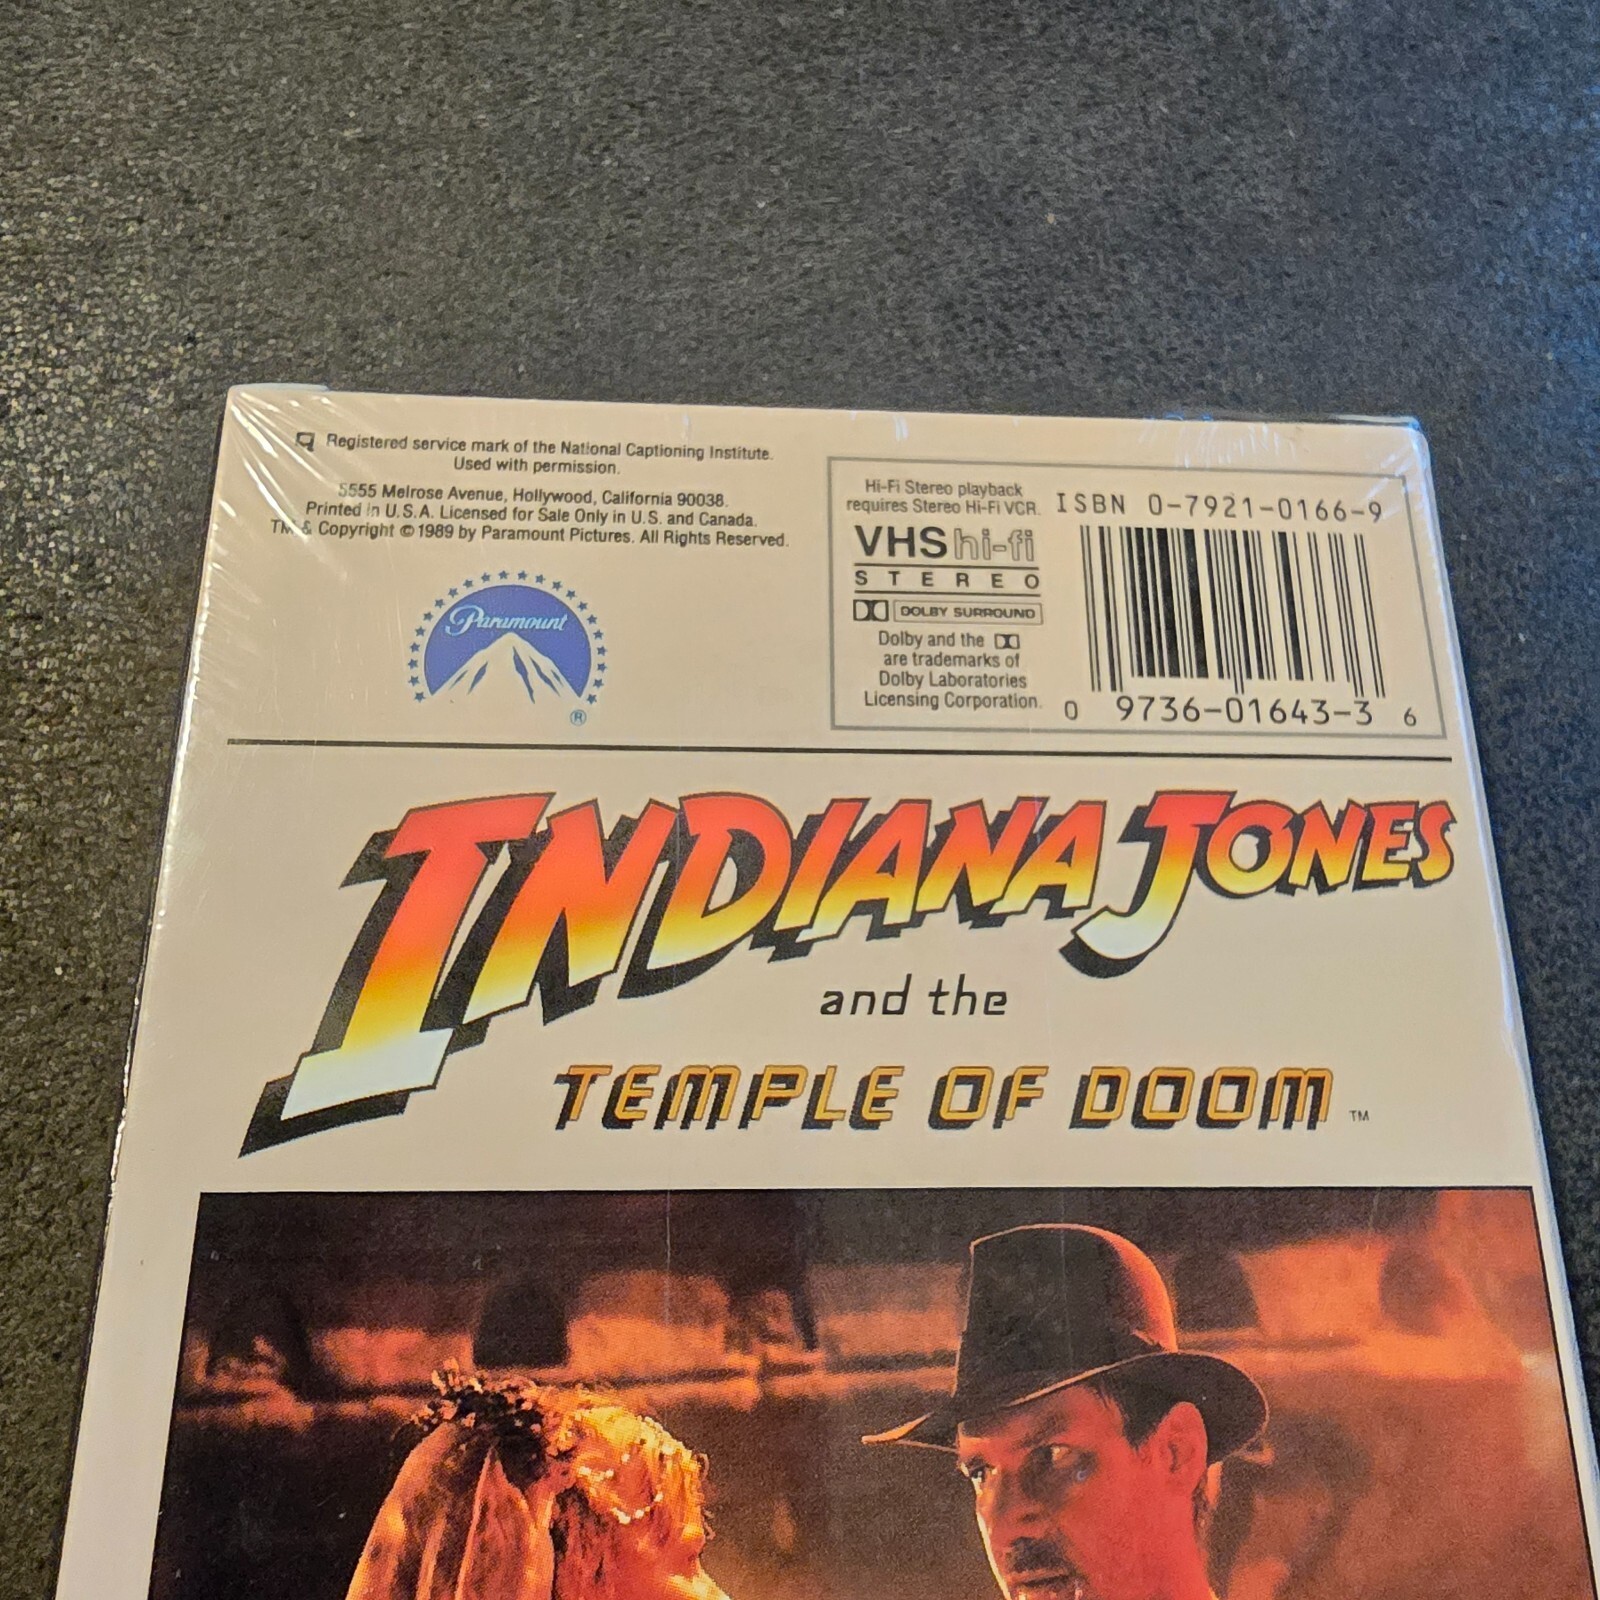 Registered service mark of the National Captioning Institute.
Used with permission.
5555 Melrose Avenue, Hollywood, California 90038.
Printed in U.S.A. Licensed for Sale Only in U.S. and Canada.
TM & Copyright © 1989 by Paramount Pictures. All Rights Reserved.
Paramount
®
Hi-Fi Stereo playback
requires Stereo Hi-Fi VCR.
VHS hi-fi
STEREO
DOLBY SURROUND
Dolby and the
are trademarks of
Dolby Laboratories
Licensing Corporation.
ISBN 0-7921-0166-9
0 9736-01643-3 6
INDIANA JONES
and the
TEMPLE OF DOOM ™